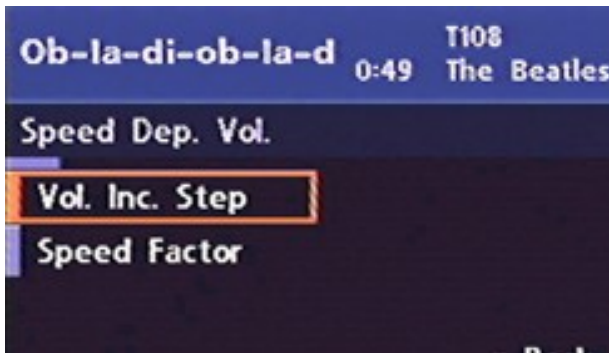 Ob-la-di-ob-la-d 0:49 T108
The Beatles
Speed Dep. Vol.
Vol. Inc. Step
Speed Factor